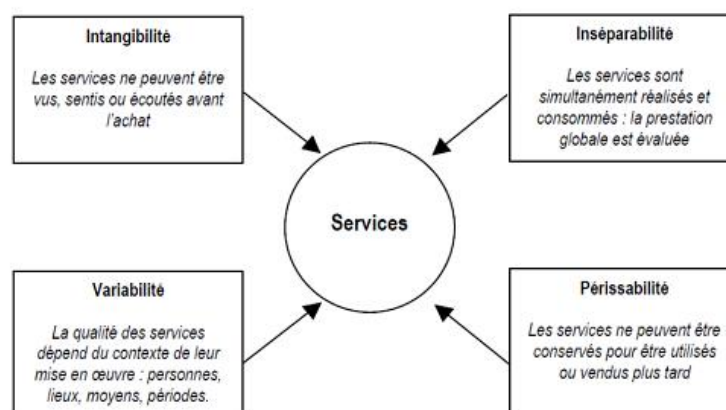 Intangibilité
Les services ne peuvent être
vus, sentis ou écoutés avant
l'achat
Inséparabilité
Les services sont
simultanément réalisés et
consommés : la prestation
globale est évaluée
Services
Variabilité
La qualité des services
dépend du contexte de leur
mise en œuvre : personnes,
lieux, moyens, périodes.
Périssabilité
Les services ne peuvent être
conservés pour être utilisés
ou vendus plus tard